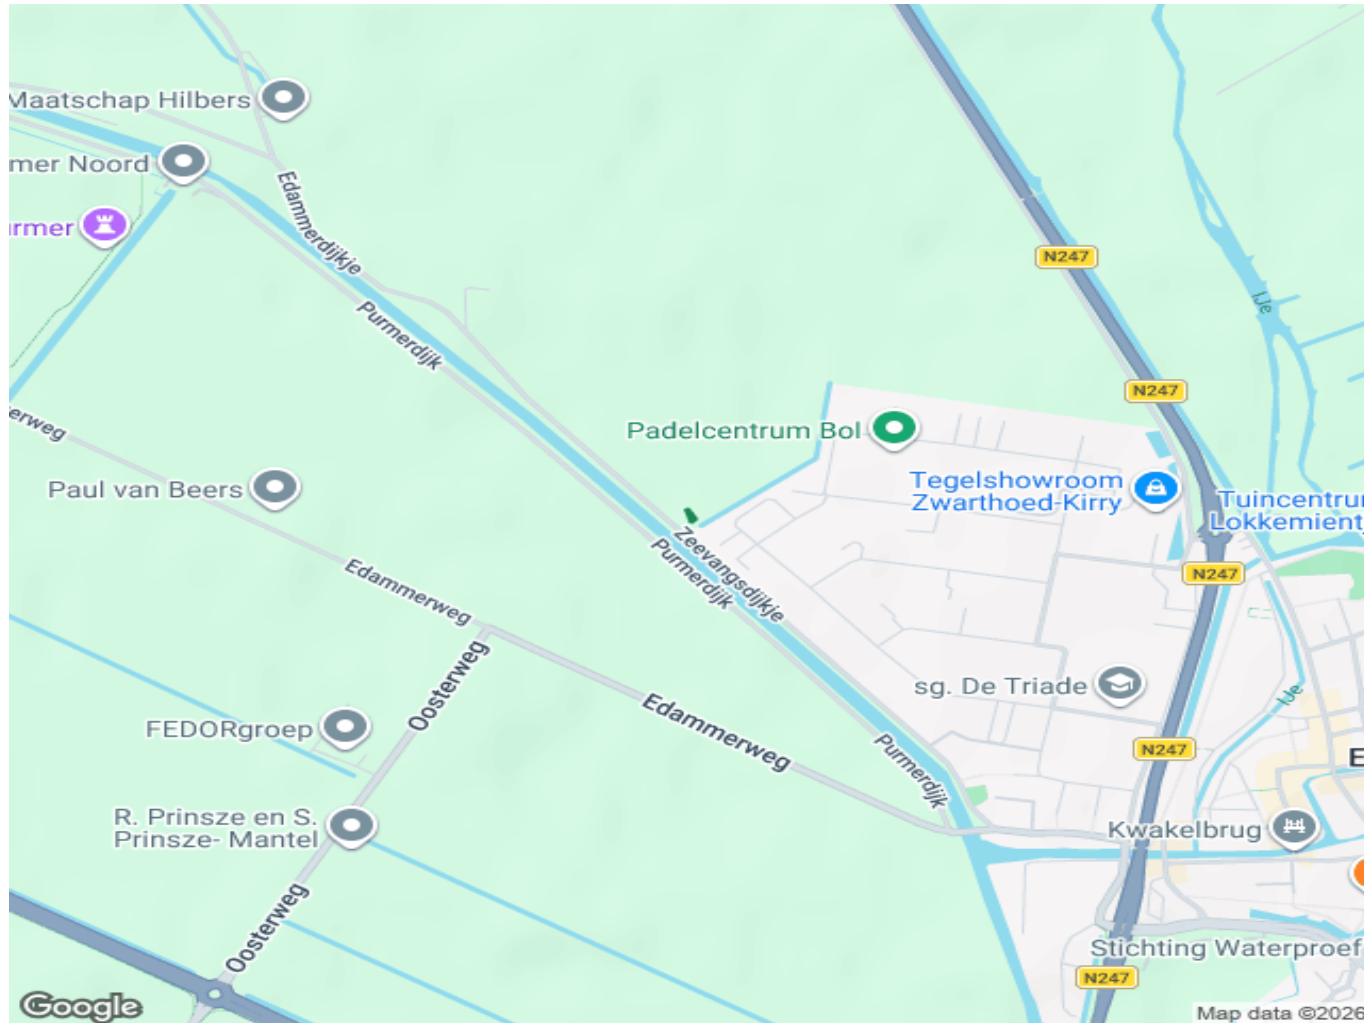 Maatschap Hilbers
mer Noord
Edammerdijkje
rmer
N247
IJe
Purmerdijk
N247
erweg
Padelcentrum Bol
Paul van Beers
Tegelshowroom
Zwarthoed-Kirry
Tuincentru
Lokkemient
Zeevangsdijkje
Purmerdijk
Edammerweg
N247
Oosterweg
sg. De Triade
IJe
Edammerweg
FEDORgroep
Purmerdijk
N247
E
R. Prinsze en S.
Prinsze- Mantel
Kwakelbrug
Oosterweg
Stichting Waterproef
N247
Google
Map data ©2026